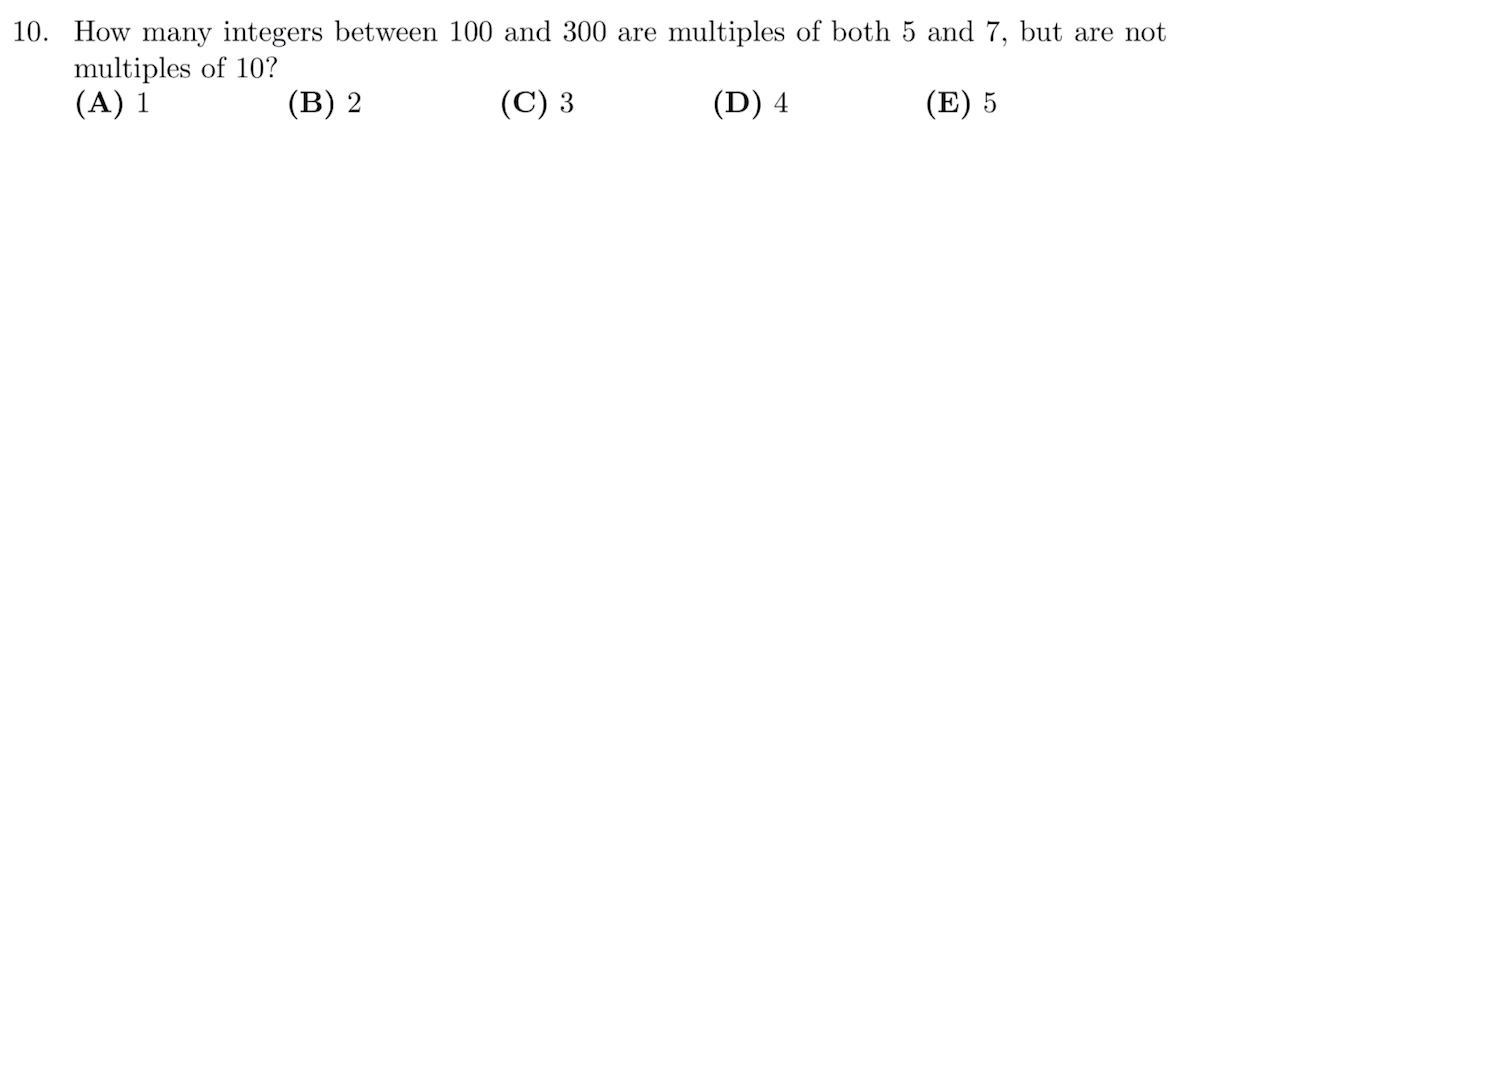 10. How many integers between 100 and 300 are multiples of both 5 and 7, but are not
multiples of 10?
(A) 1 (B) 2 (C) 3 (D) 4 (E) 5